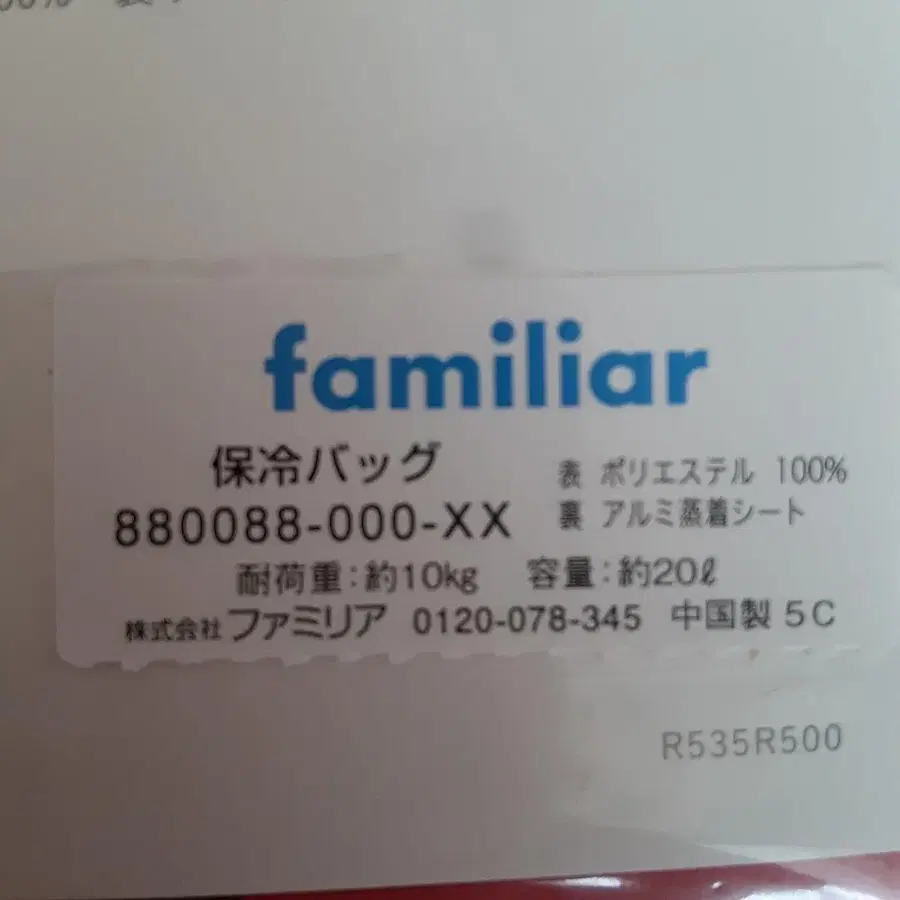 familiar
保冷バッグ
表 ポリエステル 100%
880088-000-XX
裏 アルミ蒸着シート
耐荷重:約10kg 容量:約20ℓ
株式会社ファミリア 0120-078-345 中国製 5C
R535R500